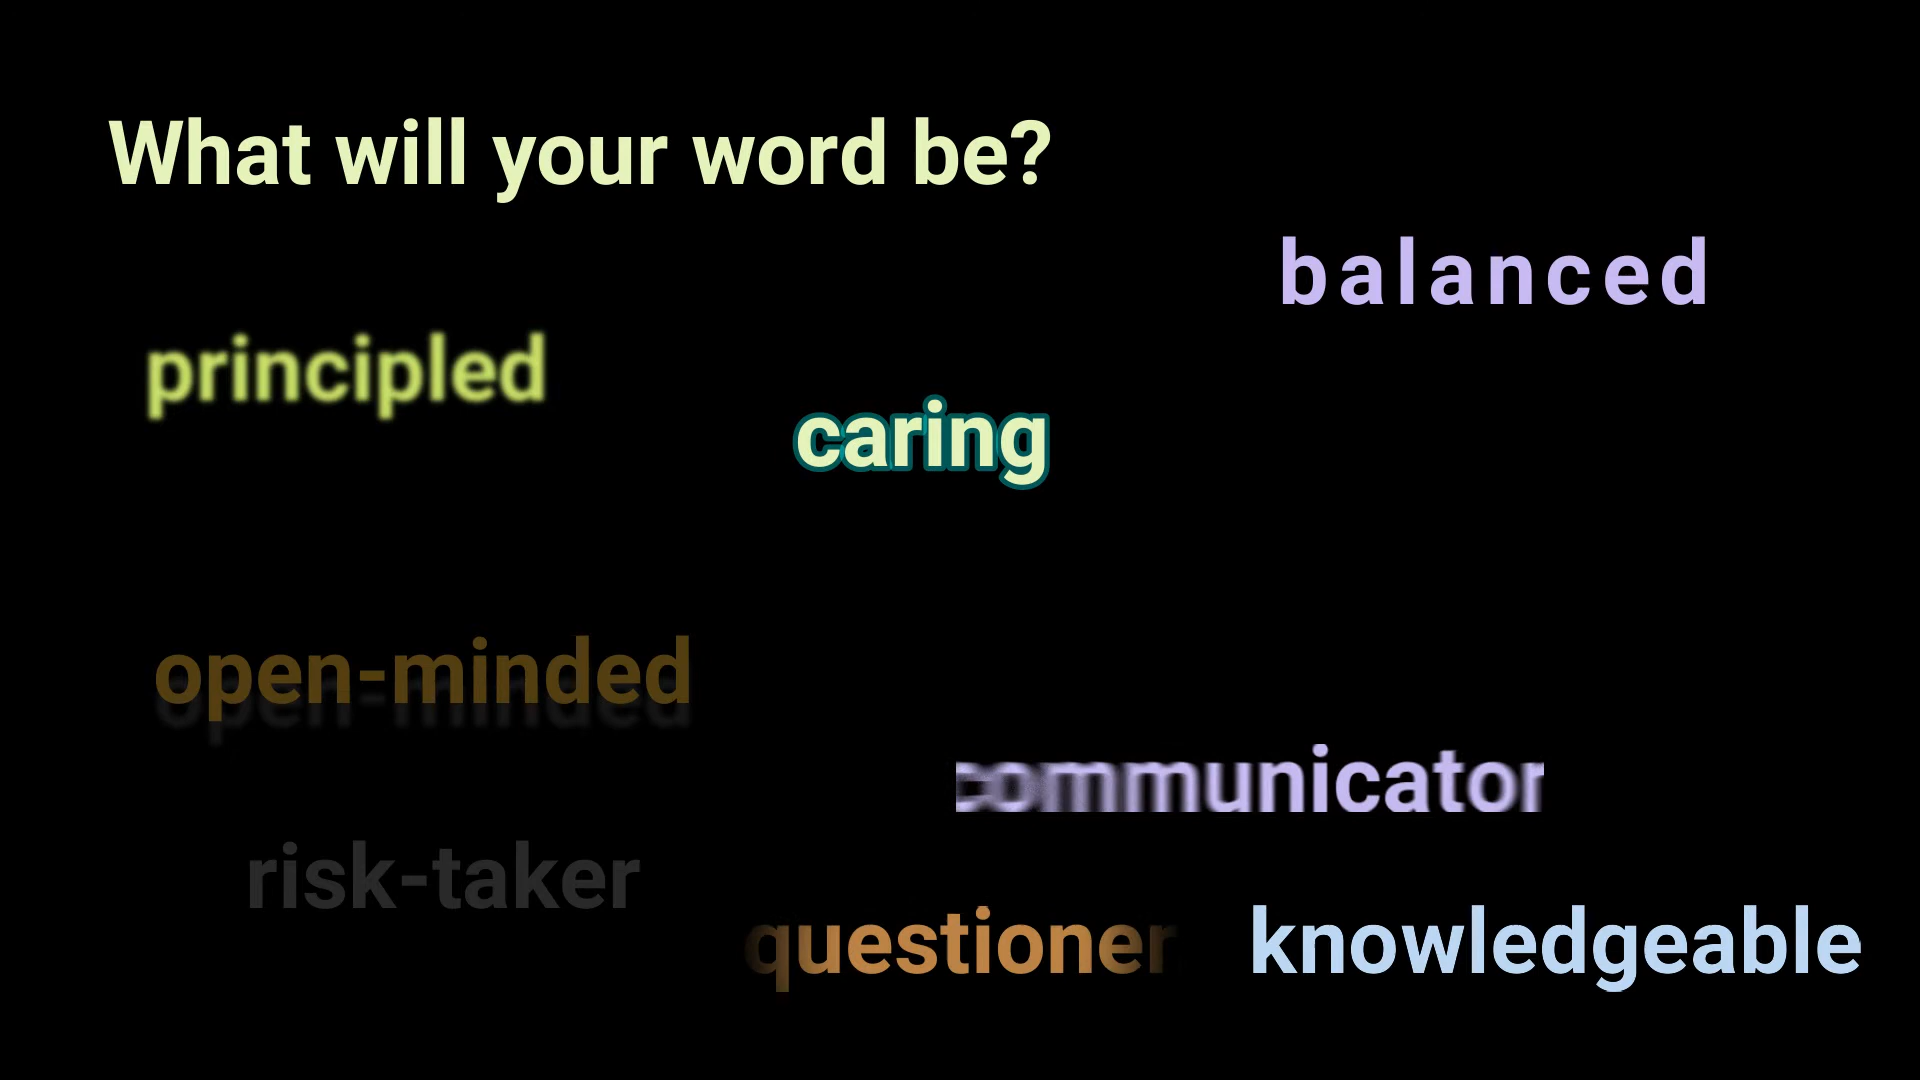 What will your word be?
balanced
principled
caring
open-minded
communicator
risk-taker
questioner
knowledgeable